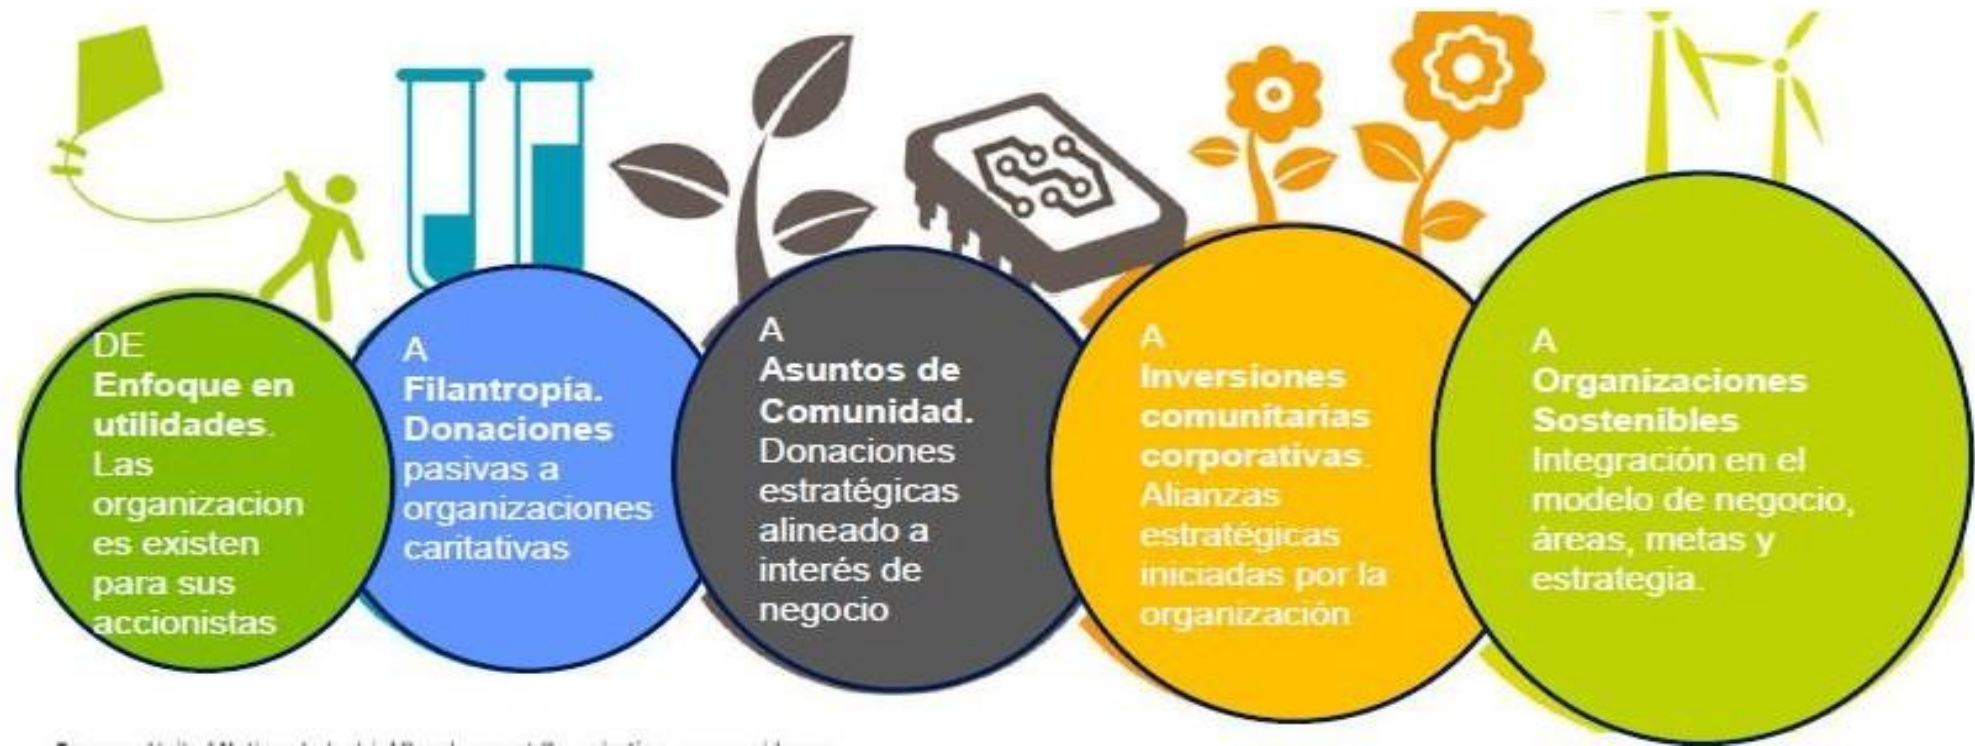 DE
Enfoque en
utilidades.
Las
organizacion
es existen
para sus
accionistas
A
Filantropía.
Donaciones
pasivas a
organizaciones
caritativas
A
Asuntos de
Comunidad.
Donaciones
estratégicas
alineado a
interés de
negocio
A
Inversiones
comunitarias
corporativas.
Alianzas
estratégicas
iniciadas por la
organización
A
Organizaciones
Sostenibles
Integración en el
modelo de negocio,
áreas, metas y
estrategia.